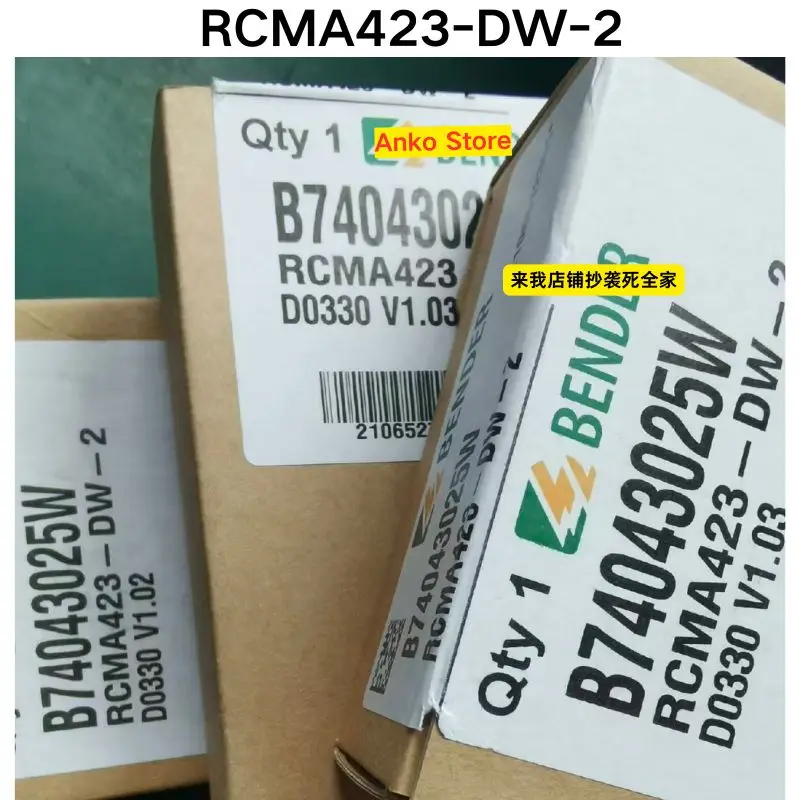 RCMA423-DW-2
Qty 1
Anko Store
B7404302
RCMA423
D0330 V1.03
210652
来我店铺抄袭死全家
BENDER
B74043025W
RCMA423-DW-2
BENDER
Qty 1
B74043025W
RCMA423-DW-2
D0330 V1.03
B74043025W
RCMA423-DW-2
D0330 V1.02